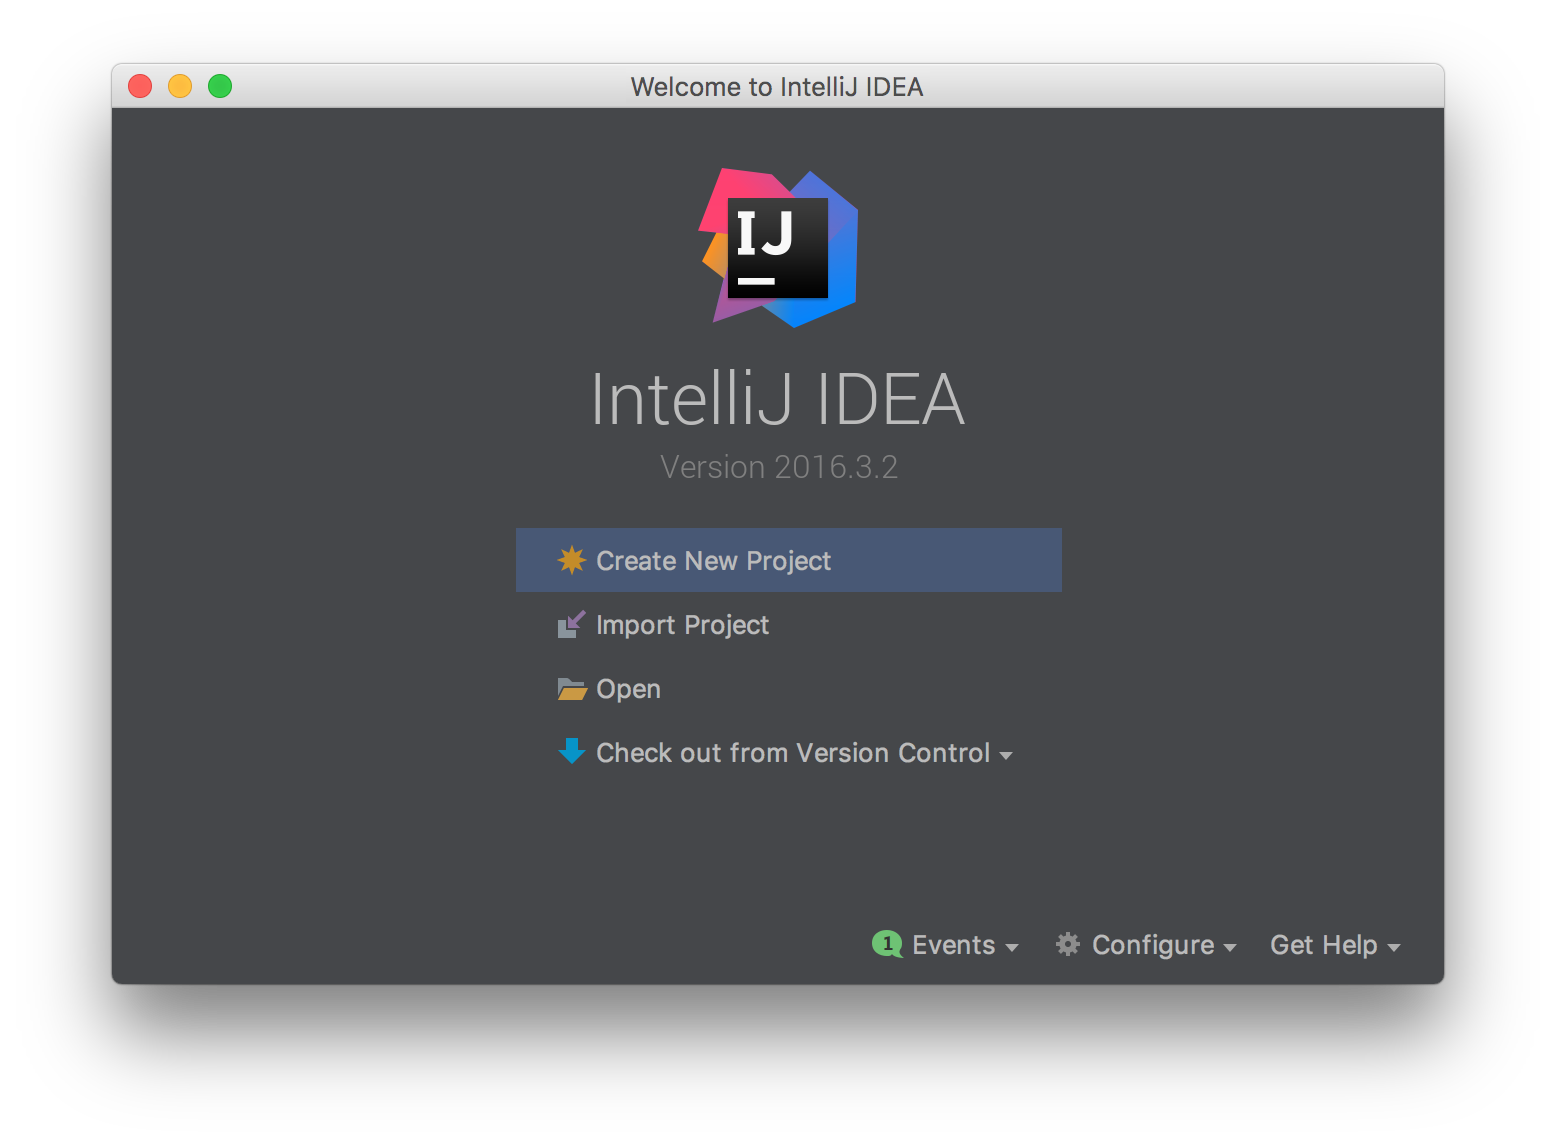 Welcome to IntelliJ IDEA
IJ
IntelliJ IDEA
Version 2016.3.2
Create New Project
Import Project
Open
Check out from Version Control
1 Events Configure Get Help